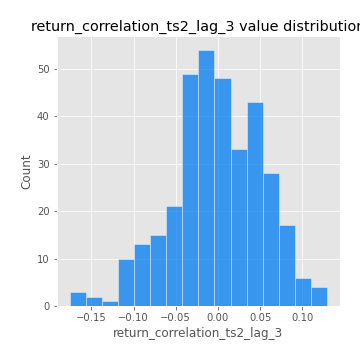 return_correlation_ts2_lag_3 value distribution
50
40
30
20
10
0
Count
−0.15 −0.10 −0.05 0.00 0.05 0.10
return_correlation_ts2_lag_3